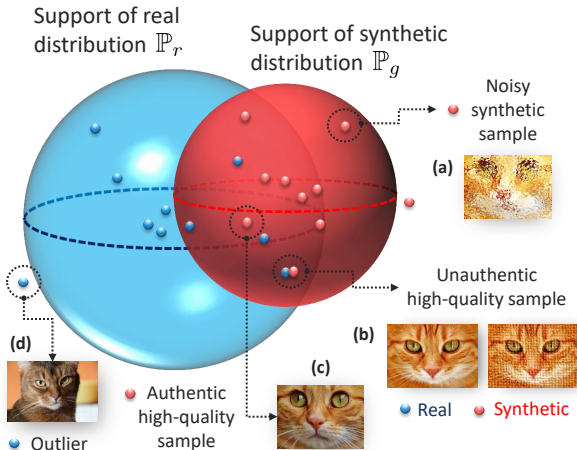 Support of real
distribution ℙr
Support of synthetic
distribution ℙg
Noisy
synthetic
sample
(a)
Unauthentic
high-quality sample
(b)
(c)
(d)
Authentic
high-quality
sample
Outlier
Real
Synthetic